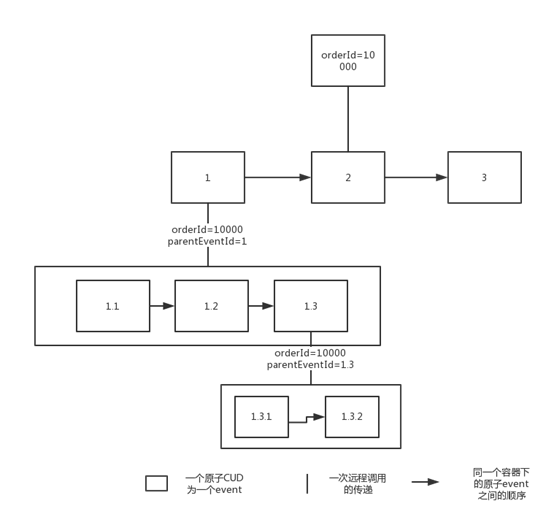 orderId=10
000
1
2
3
orderId=10000
parentEventId=1
1.1
1.2
1.3
orderId=10000
parentEventId=1.3
1.3.1
1.3.2
一个原子CUD
为一个event
一次远程调用
的传递
同一个容器下
的原子event
之间的顺序